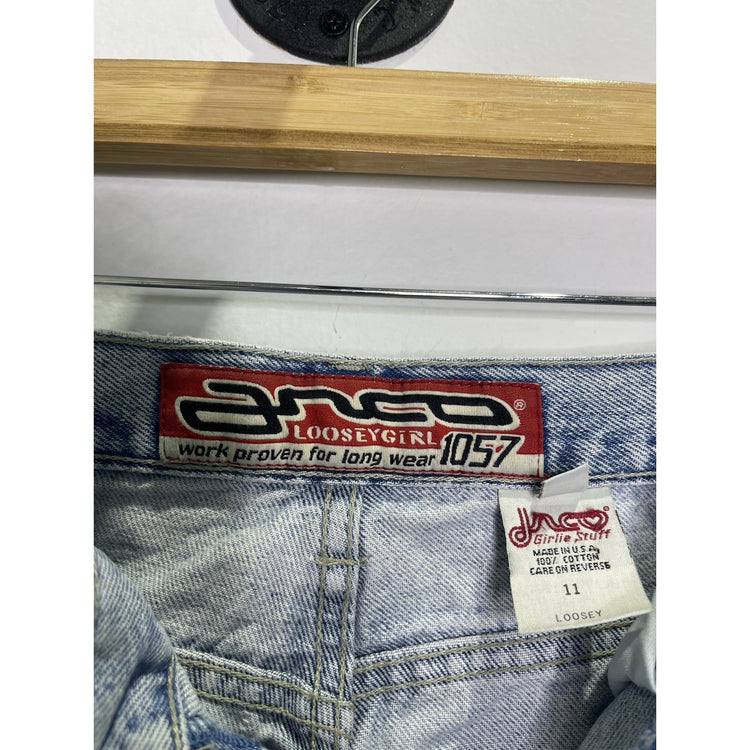 JNCO®
LOOSEYGIRL
work proven for long wear 1057
JNCO®
Girlie Stuff
MADE IN U.S.A.
100% COTTON
CARE ON REVERSE
11
LOOSEY